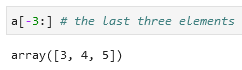 a[-3:] # the last three elements
array([3, 4, 5])